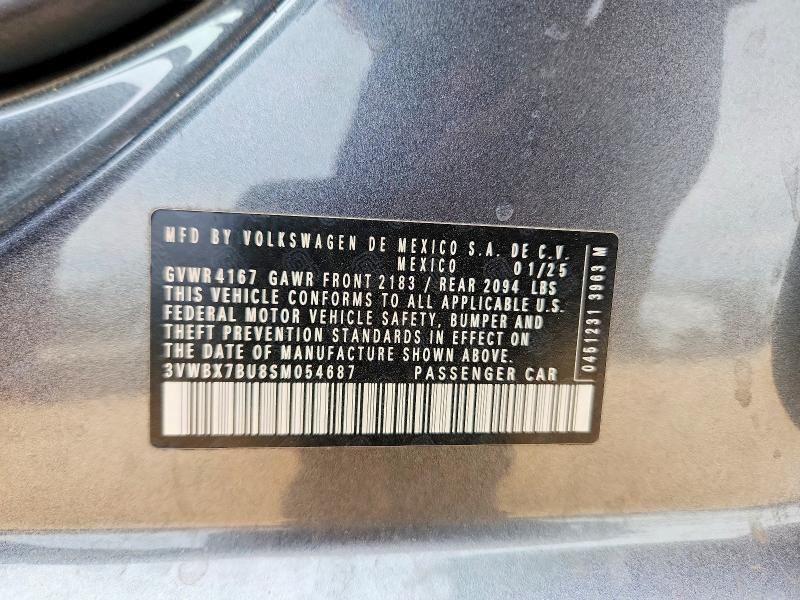 MFD BY VOLKSWAGEN DE MEXICO S.A. DE C.V.
MEXICO 01/25
GVWR 4167 GAWR FRONT 2183 / REAR 2094 LBS
THIS VEHICLE CONFORMS TO ALL APPLICABLE U.S.
FEDERAL MOTOR VEHICLE SAFETY, BUMPER AND
THEFT PREVENTION STANDARDS IN EFFECT ON
THE DATE OF MANUFACTURE SHOWN ABOVE.
3VWBX7BU8SM054687 PASSENGER CAR
0461231 3963 M